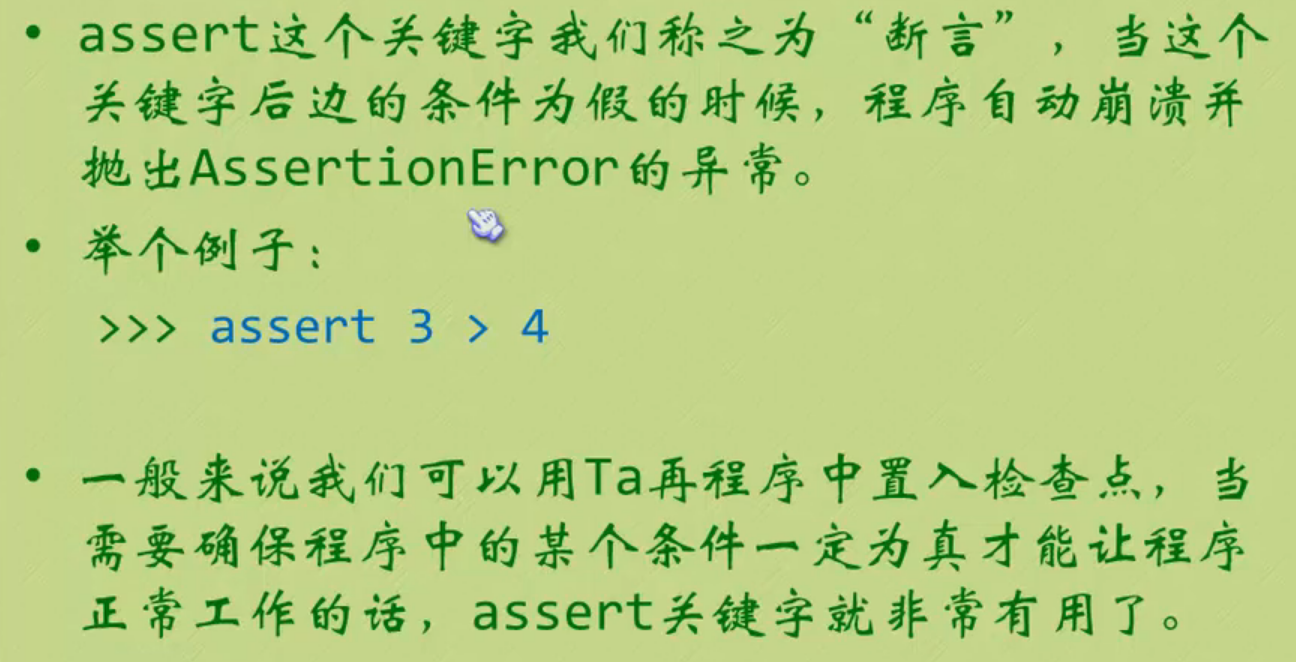 • assert这个关键字我们称之为“断言”，当这个
关键字后边的条件为假的时候，程序自动崩溃并
抛出AssertionError的异常。
• 举个例子：
>>> assert 3 > 4
• 一般来说我们可以用Ta再程序中置入检查点，当
需要确保程序中的某个条件一定为真才能让程序
正常工作的话，assert关键字就非常有用了。